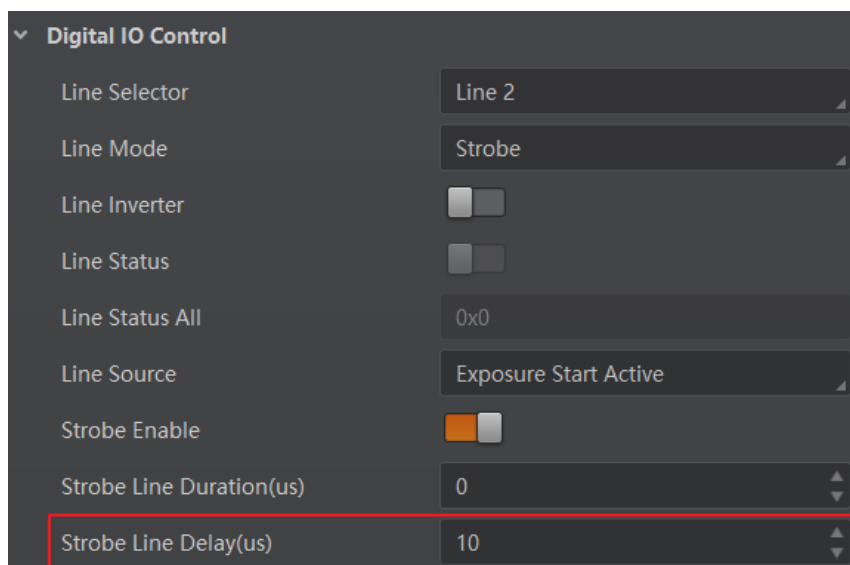 Digital IO Control
Line Selector Line 2
Line Mode Strobe
Line Inverter
Line Status
Line Status All 0x0
Line Source Exposure Start Active
Strobe Enable
Strobe Line Duration(us) 0
Strobe Line Delay(us) 10